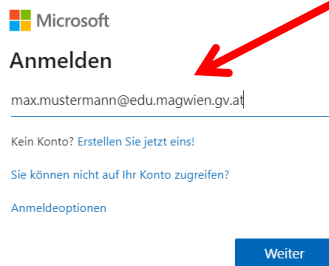 Microsoft
Anmelden
max.mustermann@edu.magwien.gv.at
Kein Konto? Erstellen Sie jetzt eins!
Sie können nicht auf Ihr Konto zugreifen?
Anmeldeoptionen
Weiter